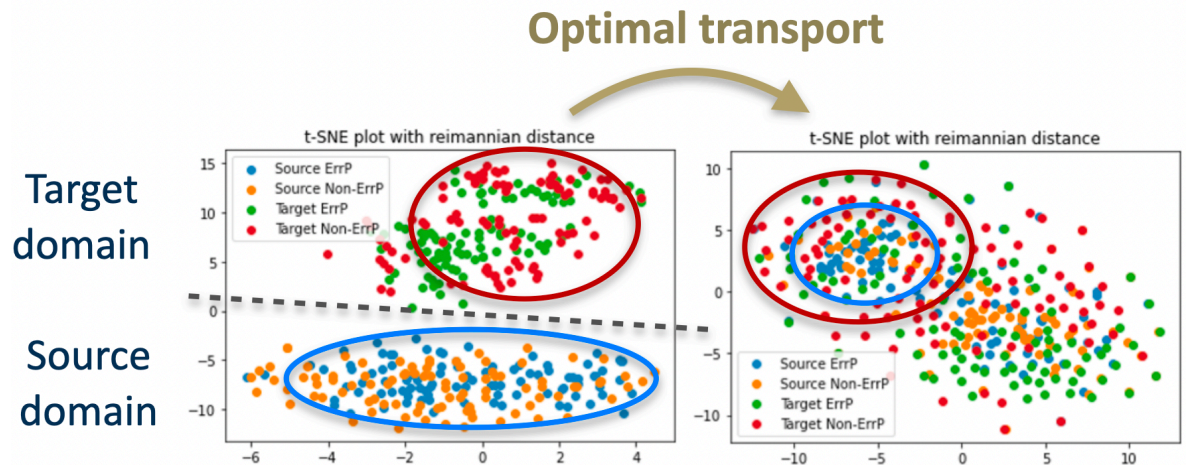 Optimal transport
t-SNE plot with reimannian distance
15
10
5
0
−5
−10
−6
−4
−2
0
2
4
Source ErrP
Source Non-ErrP
Target ErrP
Target Non-ErrP
Target
domain
Source
domain
t-SNE plot with reimannian distance
10
5
0
−5
−10
−10
−5
0
5
10
Source ErrP
Source Non-ErrP
Target ErrP
Target Non-ErrP